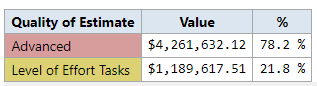 Quality of Estimate Value %
Advanced $4,261,632.12 78.2 %
Level of Effort Tasks $1,189,617.51 21.8 %